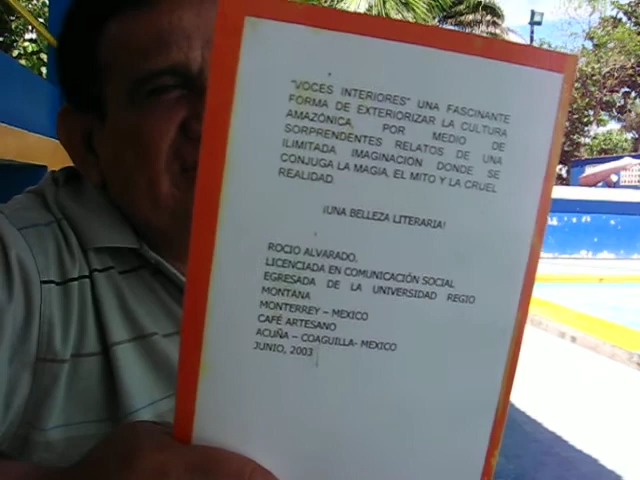 "VOCES INTERIORES" UNA FASCINANTE
FORMA DE EXTERIORIZAR LA CULTURA
AMAZÓNICA POR MEDIO DE
SORPRENDENTES RELATOS DE UNA
ILIMITADA IMAGINACION DONDE SE
CONJUGA LA MAGIA, EL MITO Y LA CRUEL
REALIDAD.
¡UNA BELLEZA LITERARIA!
ROCIO ALVARADO.
LICENCIADA EN COMUNICACIÓN SOCIAL
EGRESADA DE LA UNIVERSIDAD REGIO
MONTANA
MONTERREY – MEXICO
CAFÉ ARTESANO
ACUÑA – COAGUILLA- MEXICO
JUNIO, 2003